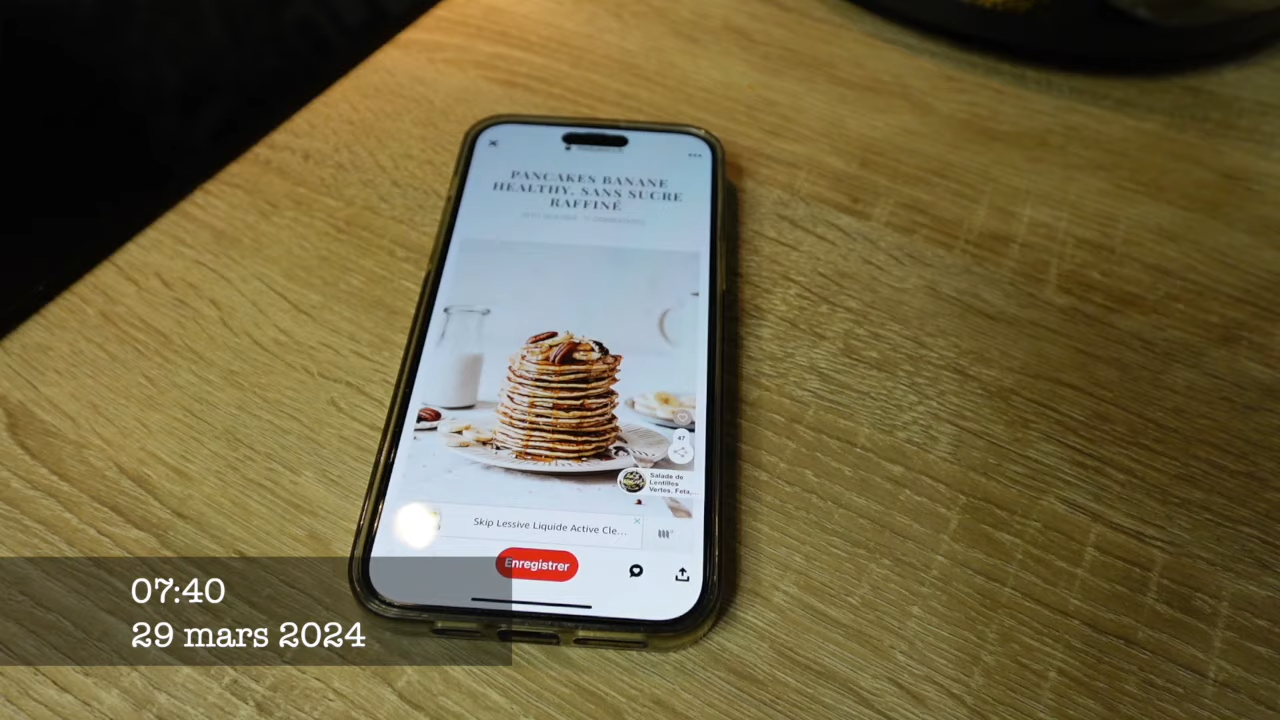 PANCAKES BANANE
HEALTHY, SANS SUCRE
RAFFINÉ
47
Salade de
Lentilles
Vertes, Feta,...
Skip Lessive Liquide Active Cle...
Enregistrer
07:40
29 mars 2024